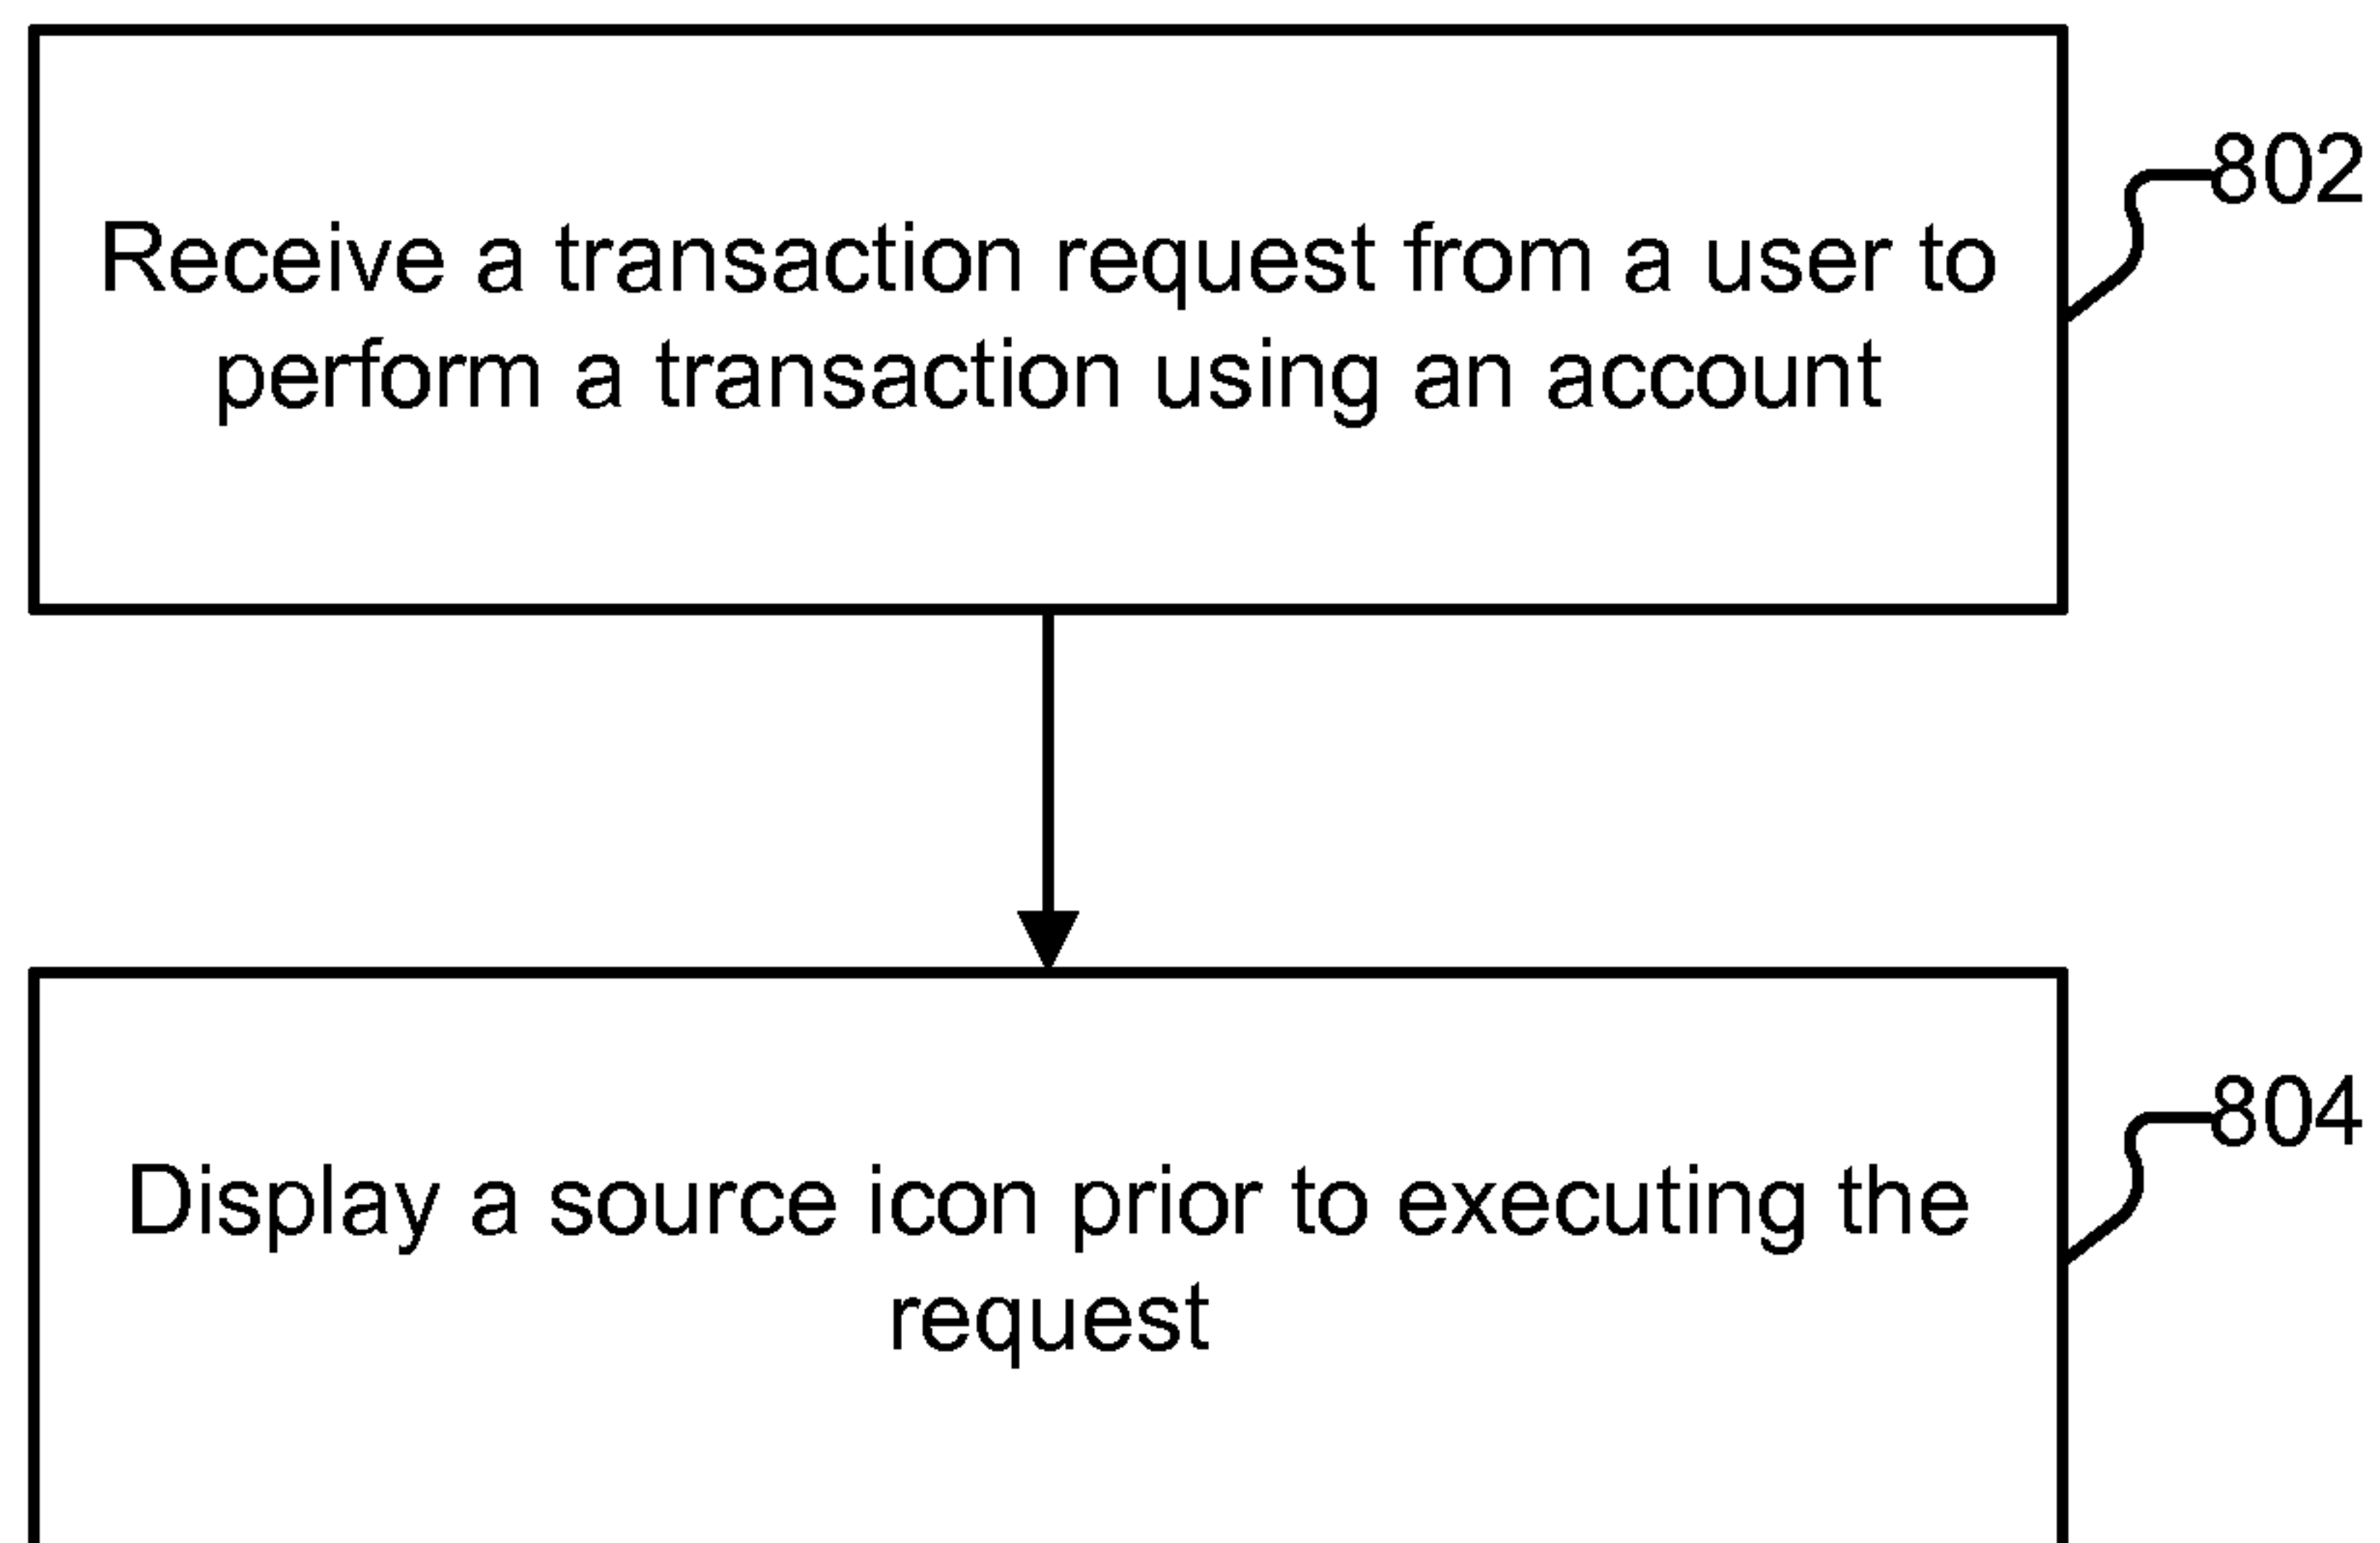 802
Receive a transaction request from a user to
perform a transaction using an account
804
Display a source icon prior to executing the
request